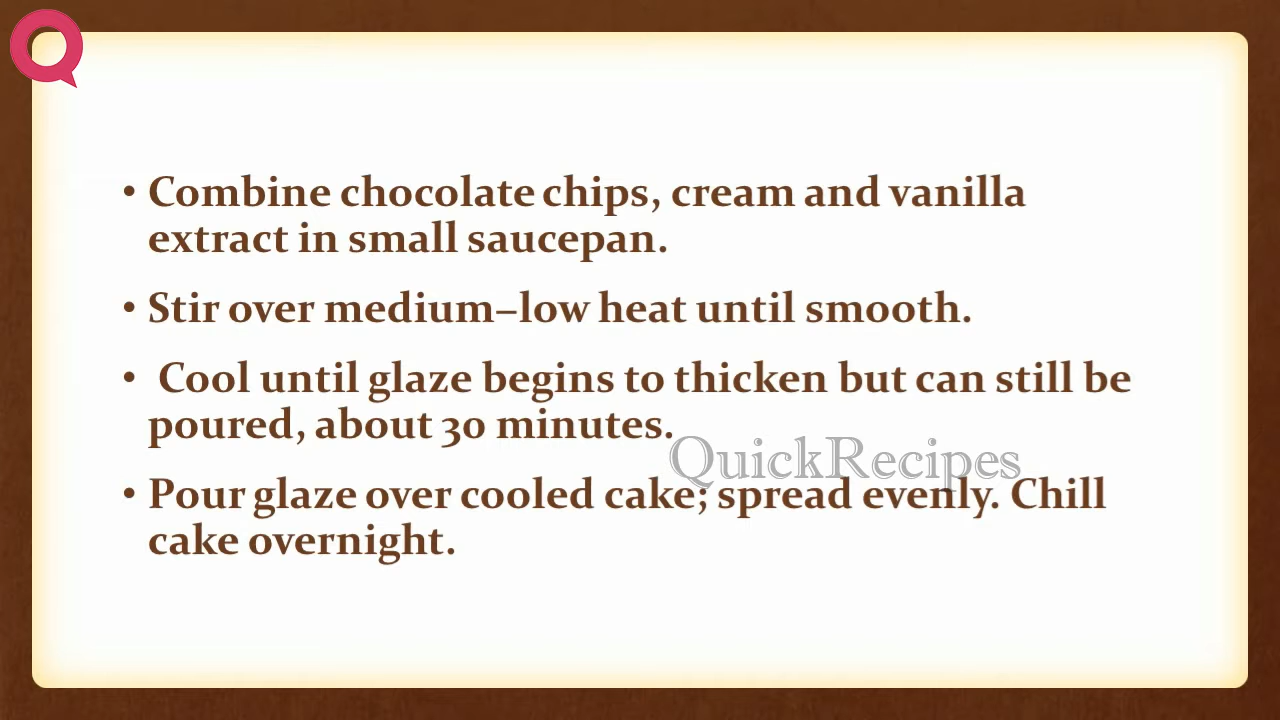 • Combine chocolate chips, cream and vanilla
extract in small saucepan.
• Stir over medium–low heat until smooth.
• Cool until glaze begins to thicken but can still be
poured, about 30 minutes.
QuickRecipes
• Pour glaze over cooled cake; spread evenly. Chill
cake overnight.